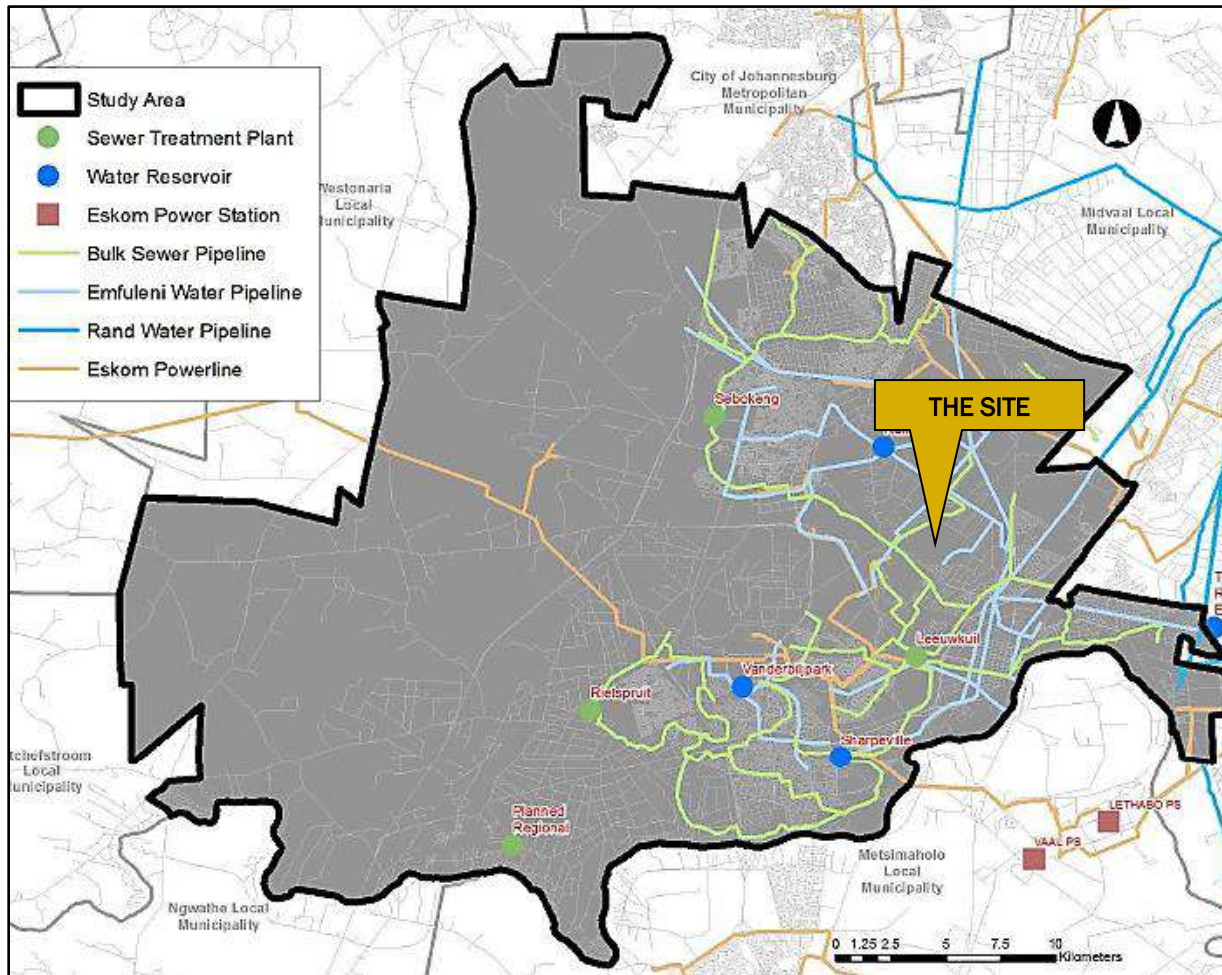 Study Area
Sewer Treatment Plant
Water Reservoir
Eskom Power Station
Bulk Sewer Pipeline
Emfuleni Water Pipeline
Rand Water Pipeline
Eskom Powerline
City of Johannesburg
Metropolitan
Municipality
Westonaria
Local
Municipality
Midvaal Local
Municipality
THE SITE
Sebokeng
Leeuwkuil
Vanderbijlpark
Rietspruit
Sharpeville
Planned
Regional
tchefstroom
Local
unicipality
LETHABO PS
VAAL PS
Metsimaholo
Local
Municipality
Ngwathe Local
Municipality
0 1.25 2.5 5 7.5 10
Kilometers